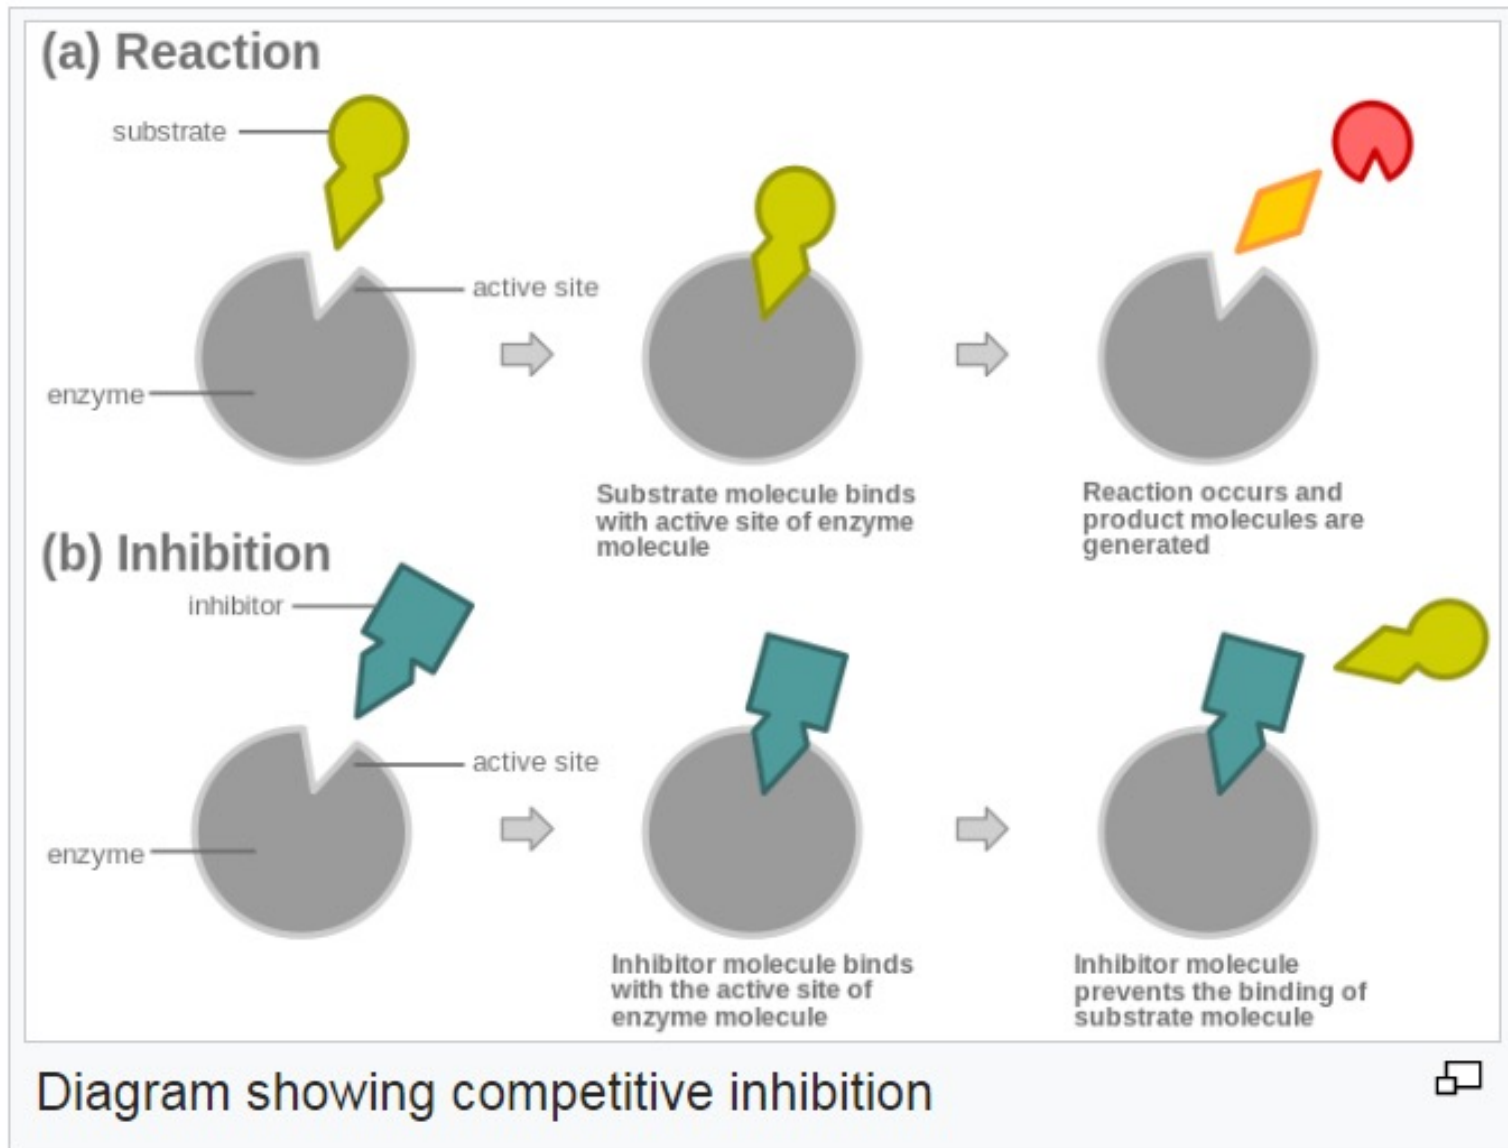 (a) Reaction
substrate
active site
enzyme
Substrate molecule binds
with active site of enzyme
molecule
Reaction occurs and
product molecules are
generated
(b) Inhibition
inhibitor
active site
enzyme
Inhibitor molecule binds
with the active site of
enzyme molecule
Inhibitor molecule
prevents the binding of
substrate molecule
Diagram showing competitive inhibition